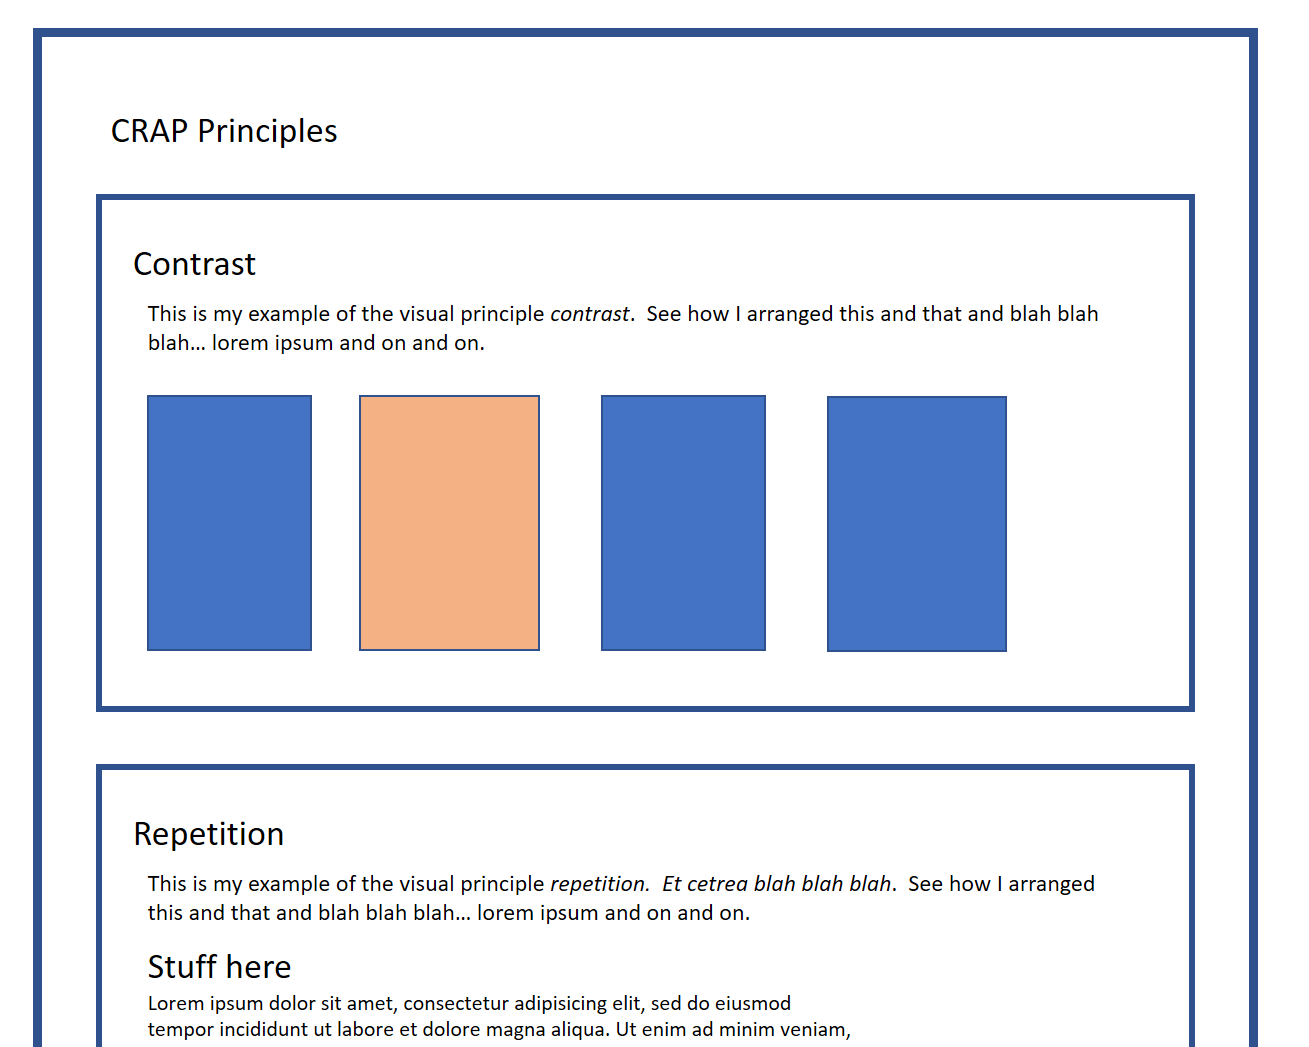 CRAP Principles
Contrast
This is my example of the visual principle contrast.  See how I arranged this and that and blah blah
blah... lorem ipsum and on and on.
Repetition
This is my example of the visual principle repetition.  Et cetrea blah blah blah.  See how I arranged
this and that and blah blah blah... lorem ipsum and on and on.
Stuff here
Lorem ipsum dolor sit amet, consectetur adipisicing elit, sed do eiusmod
tempor incididunt ut labore et dolore magna aliqua. Ut enim ad minim veniam,